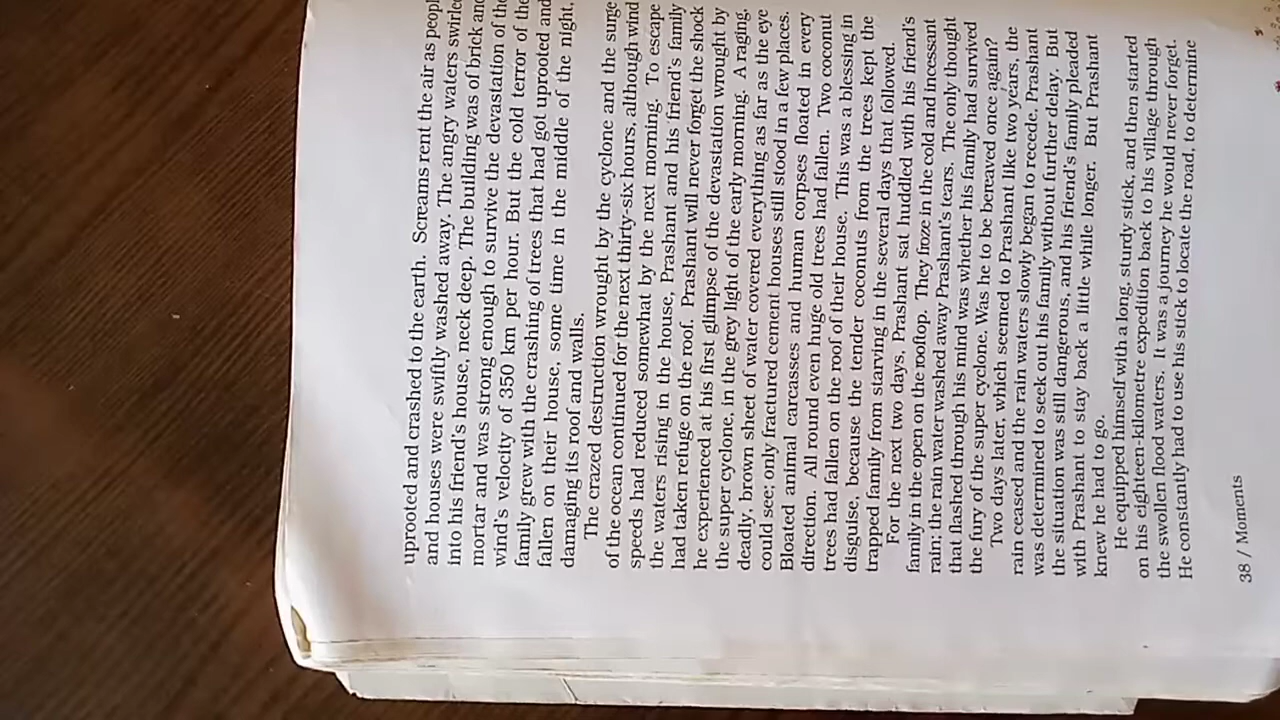 uprooted and crashed to the earth. Screams rent the air as
and houses were swiftly washed away. The angry waters
into his friend's house, neck deep. The building was of brick and
mortar and was strong enough to survive the devastation of the
wind's velocity of 350 km per hour. But the cold terror of the
family grew with the crashing of trees that had got uprooted and
fallen on their house, some time in the middle of the night,
damaging its roof and walls.
The crazed destruction wrought by the cyclone and the surge
of the ocean continued for the next thirty-six hours, although wind
speeds had reduced somewhat by the next morning. To escape
the waters rising in the house, Prashant and his friend's family
had taken refuge on the roof. Prashant will never forget the shock
he experienced at his first glimpse of the devastation wrought by
the super cyclone, in the grey light of the early morning. A raging,
deadly, brown sheet of water covered everything as far as the eye
could see; only fractured cement houses still stood in a few places.
Bloated animal carcasses and human corpses floated in every
direction. All round even huge old trees had fallen. Two coconut
trees had fallen on the roof of their house. This was a blessing in
disguise, because the tender coconuts from the trees kept the
trapped family from starving in the several days that followed.
For the next two days, Prashant sat huddled with his friend's
family in the open on the rooftop. They froze in the cold and incessant
rain; the rain water washed away Prashant's tears. The only thought
that flashed through his mind was whether his family had survived
the fury of the super cyclone. Was he to be bereaved once again?
Two days later, which seemed to Prashant like two years, the
rain ceased and the rain waters slowly began to recede. Prashant
was determined to seek out his family without further delay. But
the situation was still dangerous, and his friend's family pleaded
with Prashant to stay back a little while longer. But Prashant
knew he had to go.
He equipped himself with a long, sturdy stick, and then started
on his eighteen-kilometre expedition back to his village through
the swollen flood waters. It was a journey he would never forget.
He constantly had to use his stick to locate the road, to determine
38 / Moments